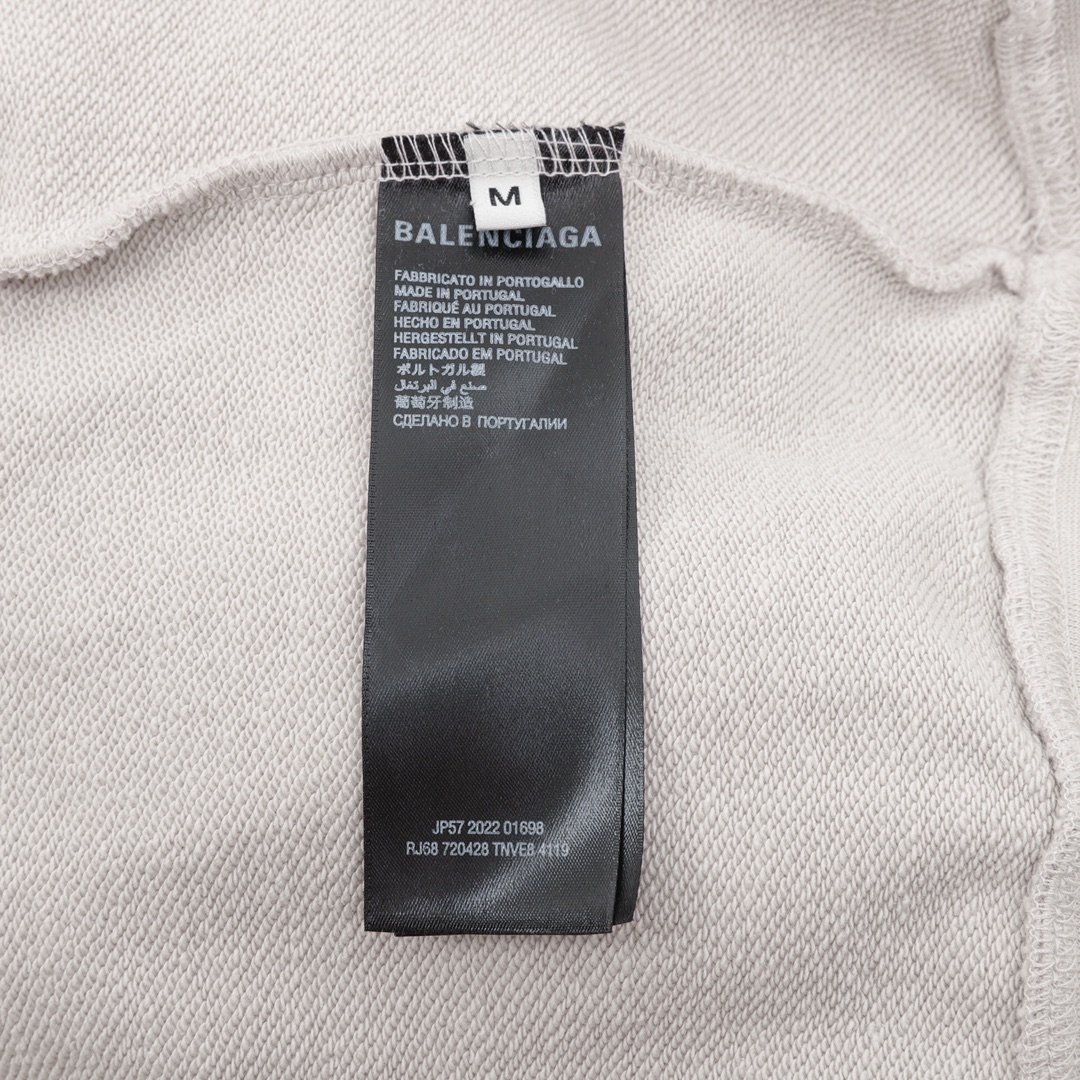 M
BALENCIAGA
FABBRICATO IN PORTOGALLO
MADE IN PORTUGAL
FABRIQUÉ AU PORTUGAL
HECHO EN PORTUGAL
HERGESTELLT IN PORTUGAL
FABRICADO EM PORTUGAL
ポルトガル製
صنع في البرتغال
葡萄牙制造
СДЕЛАНО В ПОРТУГАЛИИ
JP57 2022 01698
RJ68 720428 TNVE8 4119